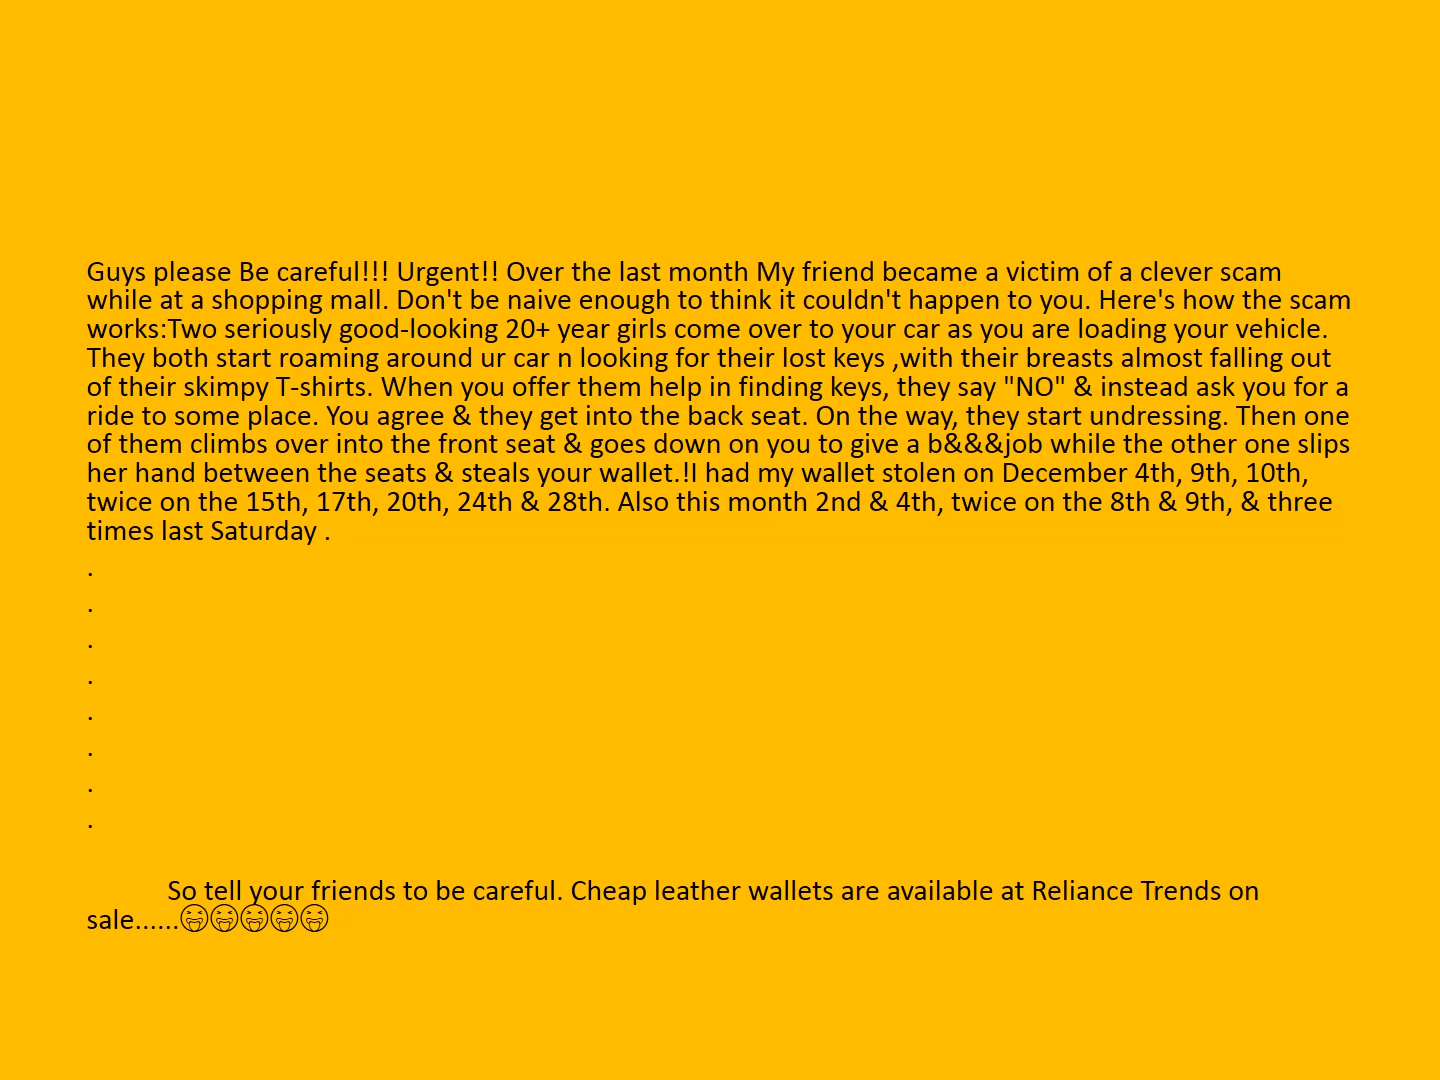 Guys please Be careful!!! Urgent!! Over the last month My friend became a victim of a clever scam
while at a shopping mall. Don't be naive enough to think it couldn't happen to you. Here's how the scam
works:Two seriously good-looking 20+ year girls come over to your car as you are loading your vehicle.
They both start roaming around ur car n looking for their lost keys ,with their breasts almost falling out
of their skimpy T-shirts. When you offer them help in finding keys, they say "NO" & instead ask you for a
ride to some place. You agree & they get into the back seat. On the way, they start undressing. Then one
of them climbs over into the front seat & goes down on you to give a b&&&job while the other one slips
her hand between the seats & steals your wallet.!I had my wallet stolen on December 4th, 9th, 10th,
twice on the 15th, 17th, 20th, 24th & 28th. Also this month 2nd & 4th, twice on the 8th & 9th, & three
times last Saturday .
.
.
.
.
.
.
.
.
So tell your friends to be careful. Cheap leather wallets are available at Reliance Trends on
sale......😝😝😝😝😝